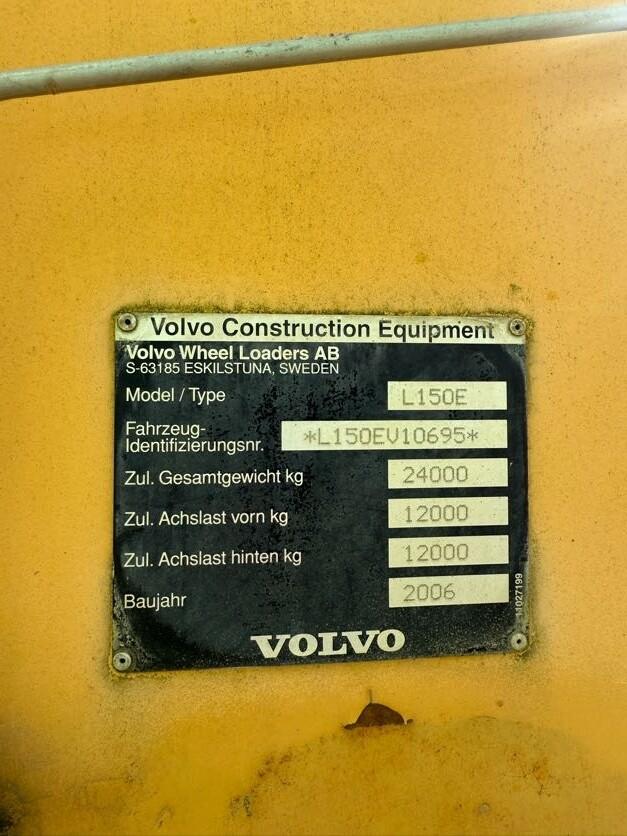 Volvo Construction Equipment
Volvo Wheel Loaders AB
S-63185 ESKILSTUNA, SWEDEN
Model / Type L150E
Fahrzeug-
Identifizierungsnr. *L150EV10695*
Zul. Gesamtgewicht kg 24000
Zul. Achslast vorn kg 12000
Zul. Achslast hinten kg 12000
Baujahr 2006
11027199
VOLVO